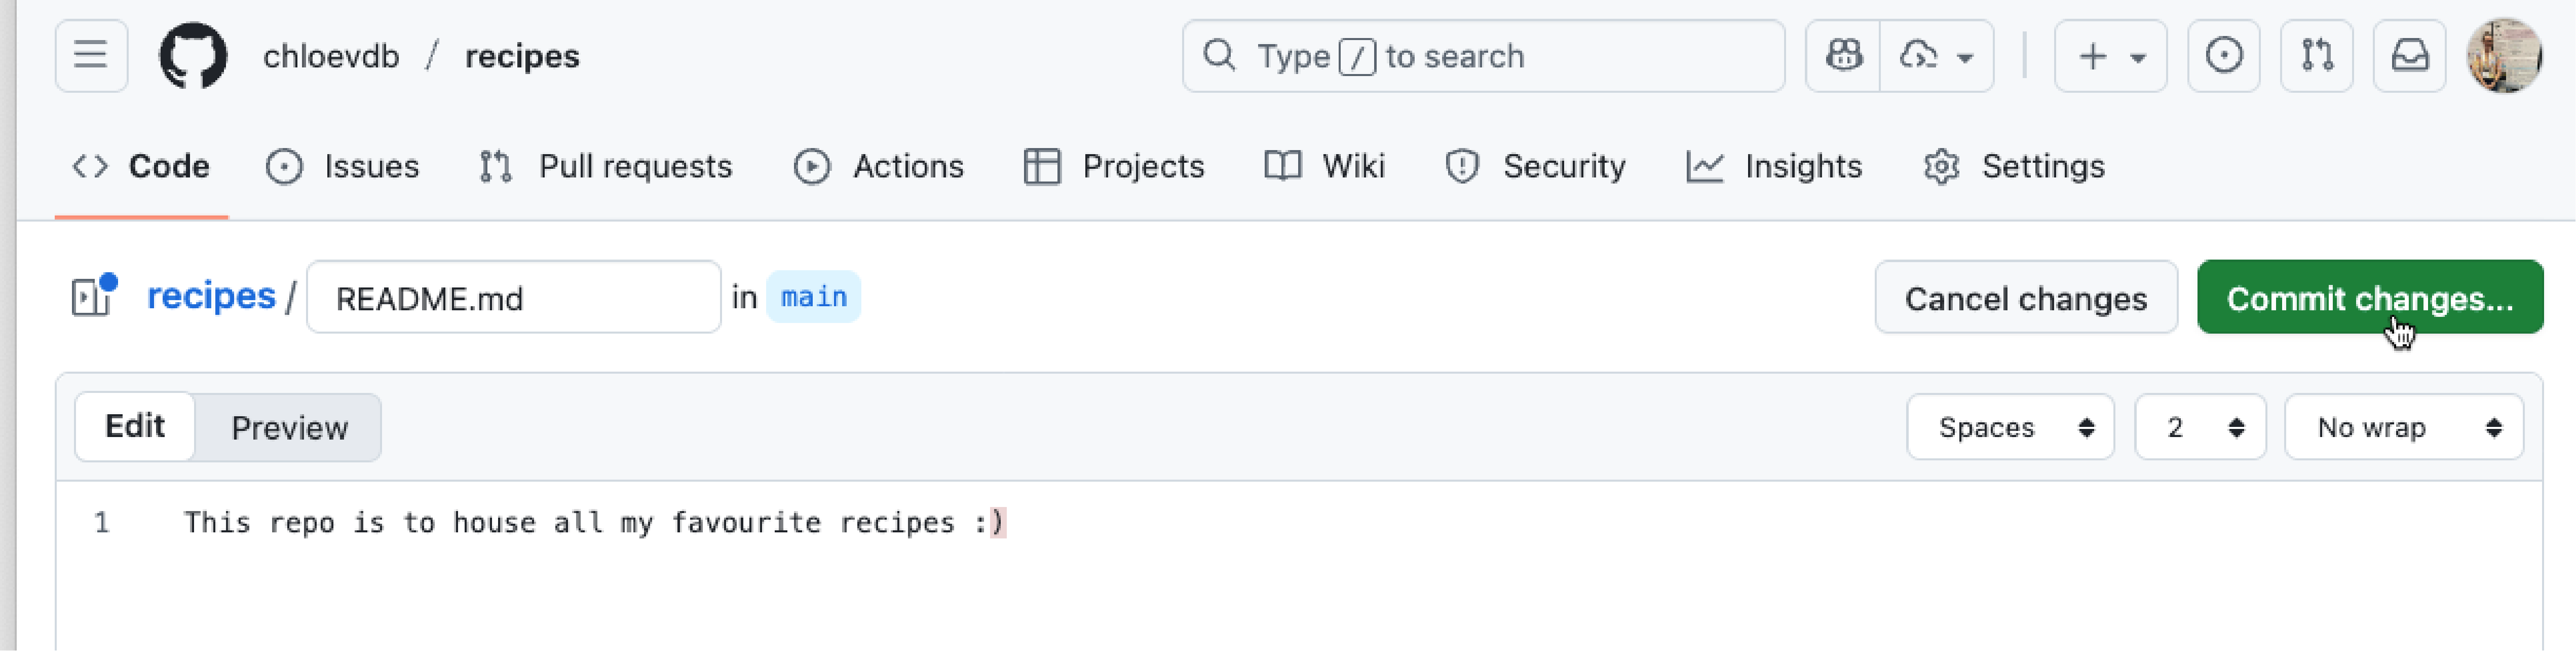 chloevdb / recipes Type / to search
Code Issues Pull requests Actions Projects Wiki Security Insights Settings
recipes / README.md in main Cancel changes Commit changes...
Edit Preview Spaces 2 No wrap
1 This repo is to house all my favourite recipes :)